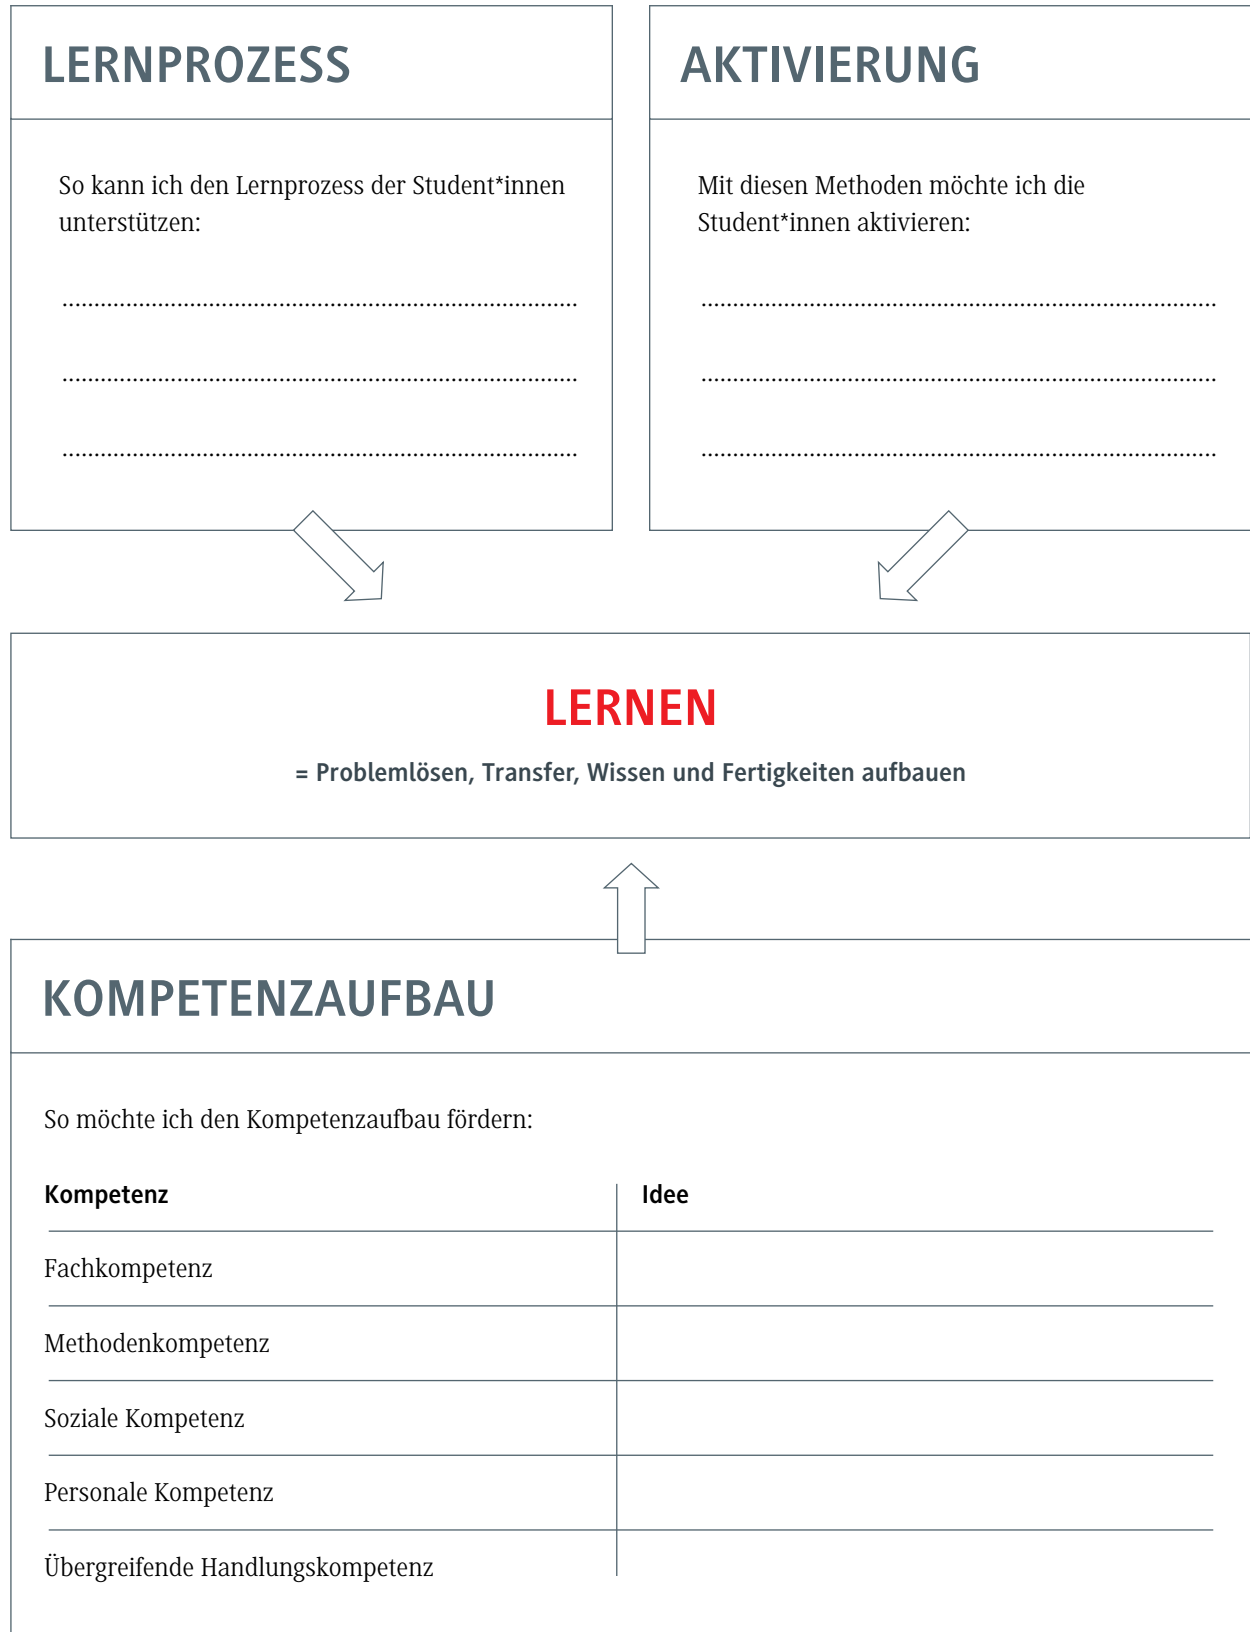 LERNPROZESS
So kann ich den Lernprozess der Student*innen
unterstützen:
................................................................................
................................................................................
................................................................................
AKTIVIERUNG
Mit diesen Methoden möchte ich die
Student*innen aktivieren:
................................................................................
................................................................................
................................................................................
LERNEN
= Problemlösen, Transfer, Wissen und Fertigkeiten aufbauen
KOMPETENZAUFBAU
So möchte ich den Kompetenzaufbau fördern:
Kompetenz Idee
Fachkompetenz
Methodenkompetenz
Soziale Kompetenz
Personale Kompetenz
Übergreifende Handlungskompetenz